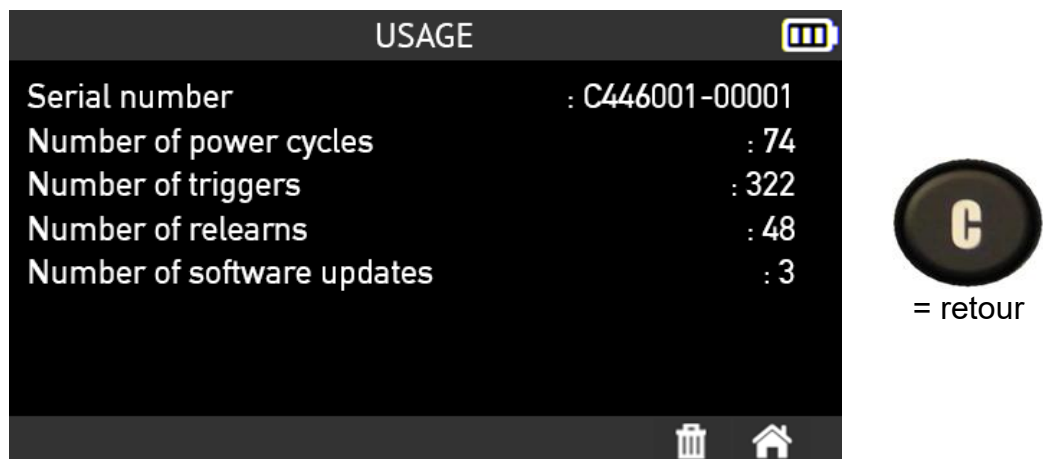 USAGE
Serial number : C446001-00001
Number of power cycles : 74
Number of triggers : 322
Number of relearns : 48
Number of software updates : 3
C
= retour